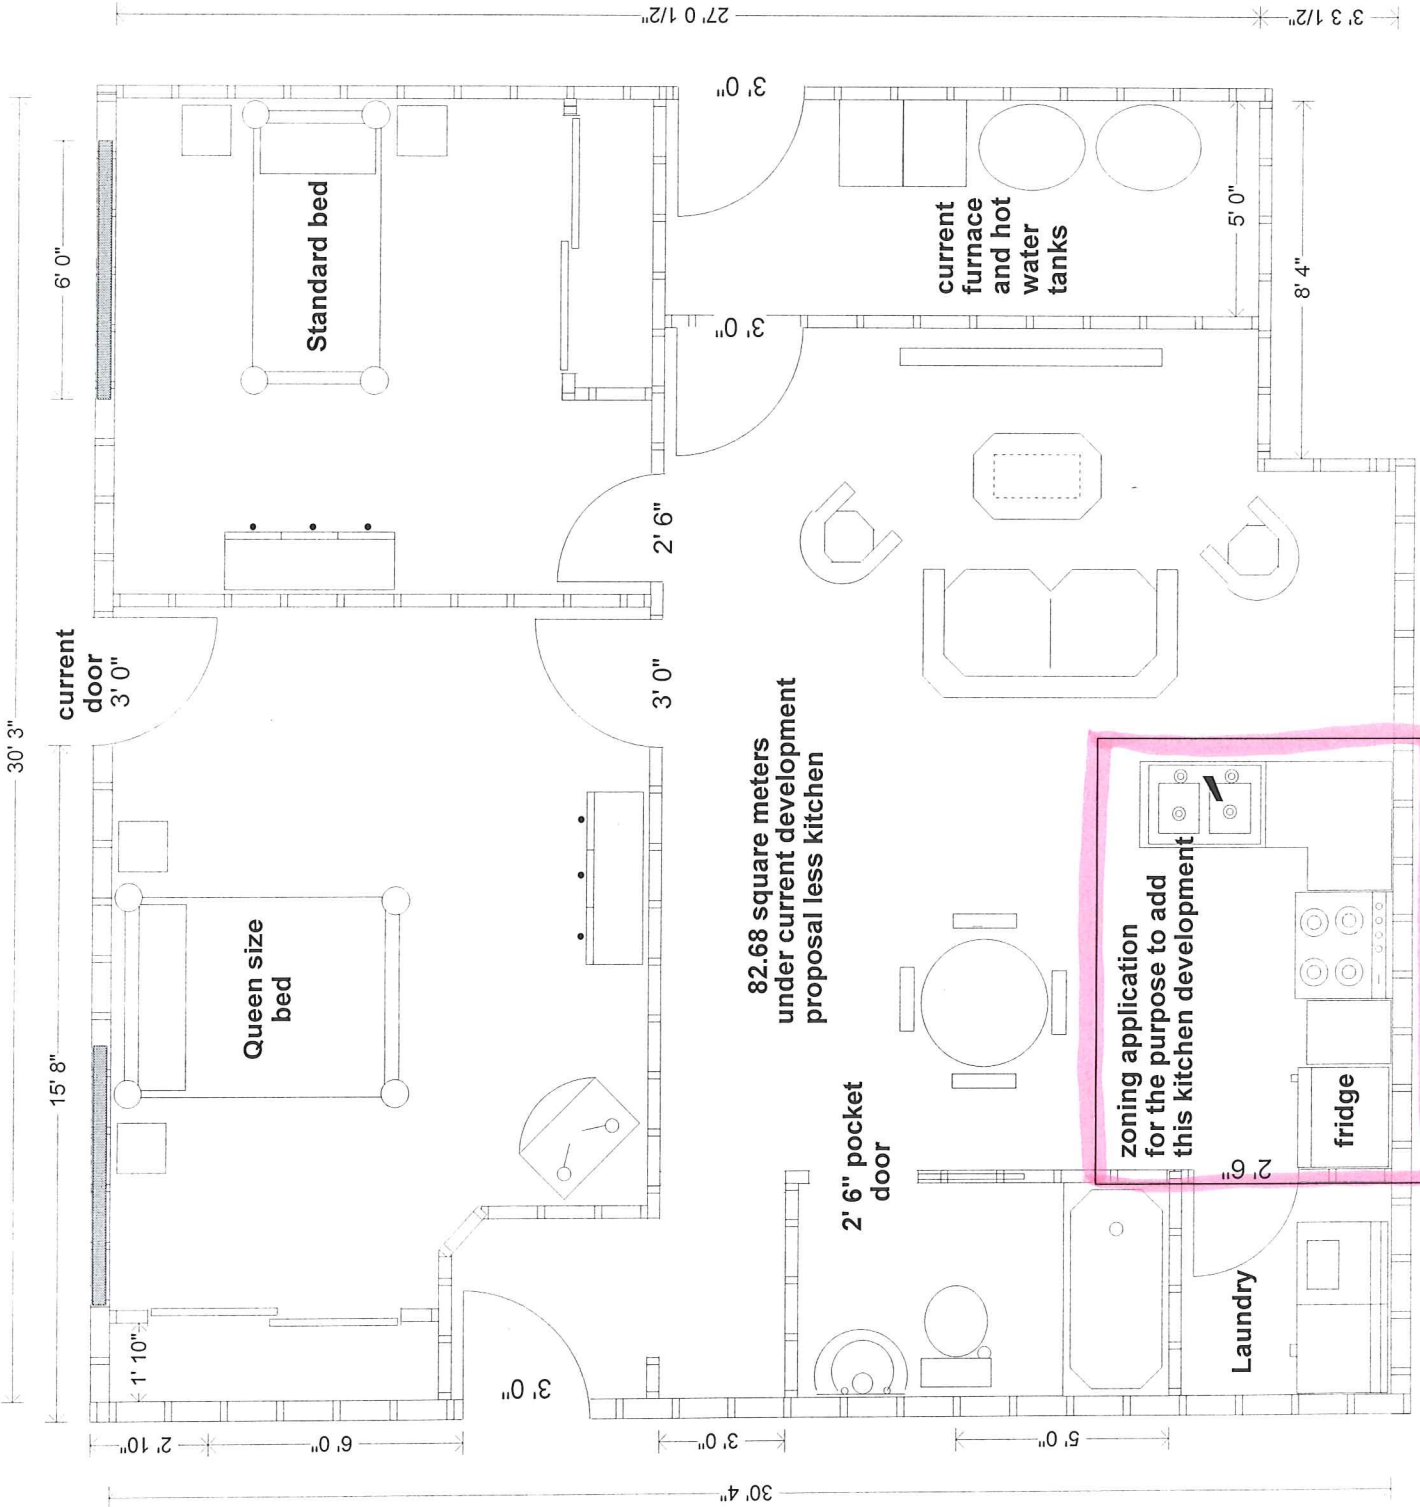 27' 0 1/2"
3' 3 1/2"
30' 3"
6' 0"
15' 8"
current
door
3' 0"
Standard bed
3' 0"
current
furnace
and hot
water
tanks
5' 0"
8' 4"
3' 0"
2' 6"
3' 0"
Queen size
bed
82.68 square meters
under current development
proposal less kitchen
zoning application
for the purpose to add
this kitchen development
fridge
2' 6"
2' 6" pocket
door
Laundry
1' 10"
3' 0"
2' 10"
6' 0"
3' 0"
5' 0"
30' 4"